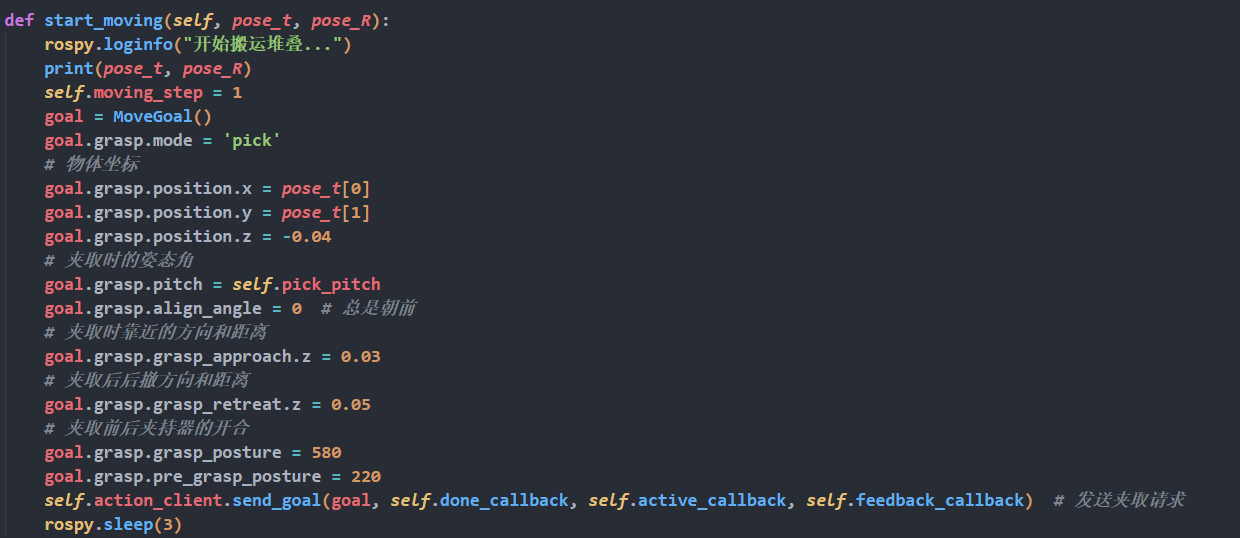 def start_moving(self, pose_t, pose_R):
    rospy.loginfo("开始搬运堆叠...")
    print(pose_t, pose_R)
    self.moving_step = 1
    goal = MoveGoal()
    goal.grasp.mode = 'pick'
    # 物体坐标
    goal.grasp.position.x = pose_t[0]
    goal.grasp.position.y = pose_t[1]
    goal.grasp.position.z = -0.04
    # 夹取时的姿态角
    goal.grasp.pitch = self.pick_pitch
    goal.grasp.align_angle = 0  # 总是朝前
    # 夹取时靠近的方向和距离
    goal.grasp.grasp_approach.z = 0.03
    # 夹取后后撤方向和距离
    goal.grasp.grasp_retreat.z = 0.05
    # 夹取前后夹持器的开合
    goal.grasp.grasp_posture = 580
    goal.grasp.pre_grasp_posture = 220
    self.action_client.send_goal(goal, self.done_callback, self.active_callback, self.feedback_callback)  # 发送夹取请求
    rospy.sleep(3)